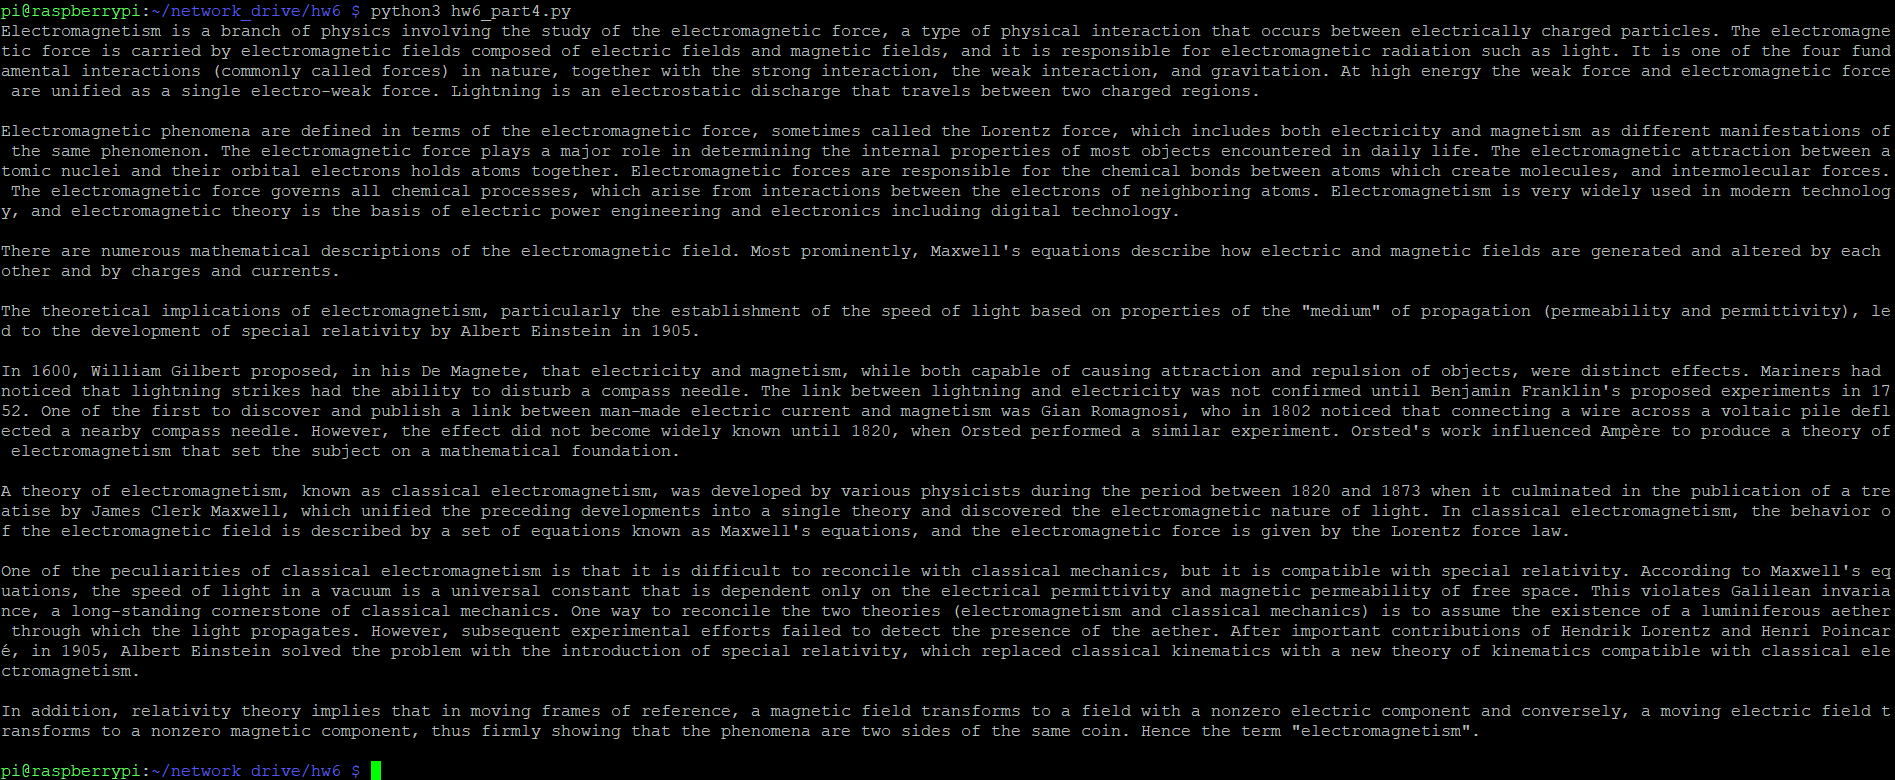 pi@raspberrypi:~/network_drive/hw6 $ python3 hw6_part4.py
Electromagnetism is a branch of physics involving the study of the electromagnetic force, a type of physical interaction that occurs between electrically charged particles. The electromagne
tic force is carried by electromagnetic fields composed of electric fields and magnetic fields, and it is responsible for electromagnetic radiation such as light. It is one of the four fund
amental interactions (commonly called forces) in nature, together with the strong interaction, the weak interaction, and gravitation. At high energy the weak force and electromagnetic force
 are unified as a single electro-weak force. Lightning is an electrostatic discharge that travels between two charged regions.

Electromagnetic phenomena are defined in terms of the electromagnetic force, sometimes called the Lorentz force, which includes both electricity and magnetism as different manifestations of
 the same phenomenon. The electromagnetic force plays a major role in determining the internal properties of most objects encountered in daily life. The electromagnetic attraction between a
tomic nuclei and their orbital electrons holds atoms together. Electromagnetic forces are responsible for the chemical bonds between atoms which create molecules, and intermolecular forces.
 The electromagnetic force governs all chemical processes, which arise from interactions between the electrons of neighboring atoms. Electromagnetism is very widely used in modern technolog
y, and electromagnetic theory is the basis of electric power engineering and electronics including digital technology.

There are numerous mathematical descriptions of the electromagnetic field. Most prominently, Maxwell's equations describe how electric and magnetic fields are generated and altered by each
other and by charges and currents.

The theoretical implications of electromagnetism, particularly the establishment of the speed of light based on properties of the "medium" of propagation (permeability and permittivity), le
d to the development of special relativity by Albert Einstein in 1905.

In 1600, William Gilbert proposed, in his De Magnete, that electricity and magnetism, while both capable of causing attraction and repulsion of objects, were distinct effects. Mariners had
noticed that lightning strikes had the ability to disturb a compass needle. The link between lightning and electricity was not confirmed until Benjamin Franklin's proposed experiments in 17
52. One of the first to discover and publish a link between man-made electric current and magnetism was Gian Romagnosi, who in 1802 noticed that connecting a wire across a voltaic pile defl
ected a nearby compass needle. However, the effect did not become widely known until 1820, when Orsted performed a similar experiment. Orsted's work influenced Ampère to produce a theory of
 electromagnetism that set the subject on a mathematical foundation.

A theory of electromagnetism, known as classical electromagnetism, was developed by various physicists during the period between 1820 and 1873 when it culminated in the publication of a tre
atise by James Clerk Maxwell, which unified the preceding developments into a single theory and discovered the electromagnetic nature of light. In classical electromagnetism, the behavior o
f the electromagnetic field is described by a set of equations known as Maxwell's equations, and the electromagnetic force is given by the Lorentz force law.

One of the peculiarities of classical electromagnetism is that it is difficult to reconcile with classical mechanics, but it is compatible with special relativity. According to Maxwell's eq
uations, the speed of light in a vacuum is a universal constant that is dependent only on the electrical permittivity and magnetic permeability of free space. This violates Galilean invaria
nce, a long-standing cornerstone of classical mechanics. One way to reconcile the two theories (electromagnetism and classical mechanics) is to assume the existence of a luminiferous aether
 through which the light propagates. However, subsequent experimental efforts failed to detect the presence of the aether. After important contributions of Hendrik Lorentz and Henri Poincar
é, in 1905, Albert Einstein solved the problem with the introduction of special relativity, which replaced classical kinematics with a new theory of kinematics compatible with classical ele
ctromagnetism.

In addition, relativity theory implies that in moving frames of reference, a magnetic field transforms to a field with a nonzero electric component and conversely, a moving electric field t
ransforms to a nonzero magnetic component, thus firmly showing that the phenomena are two sides of the same coin. Hence the term "electromagnetism".

pi@raspberrypi:~/network_drive/hw6 $